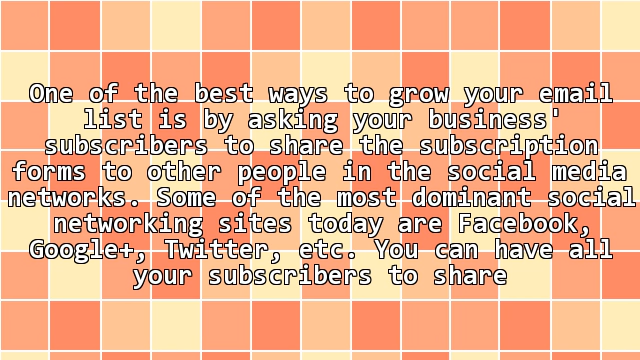 One of the best ways to grow your email
list is by asking your business'
subscribers to share the subscription
forms to other people in the social media
networks. Some of the most dominant social
networking sites today are Facebook,
Google+, Twitter, etc. You can have all
your subscribers to share